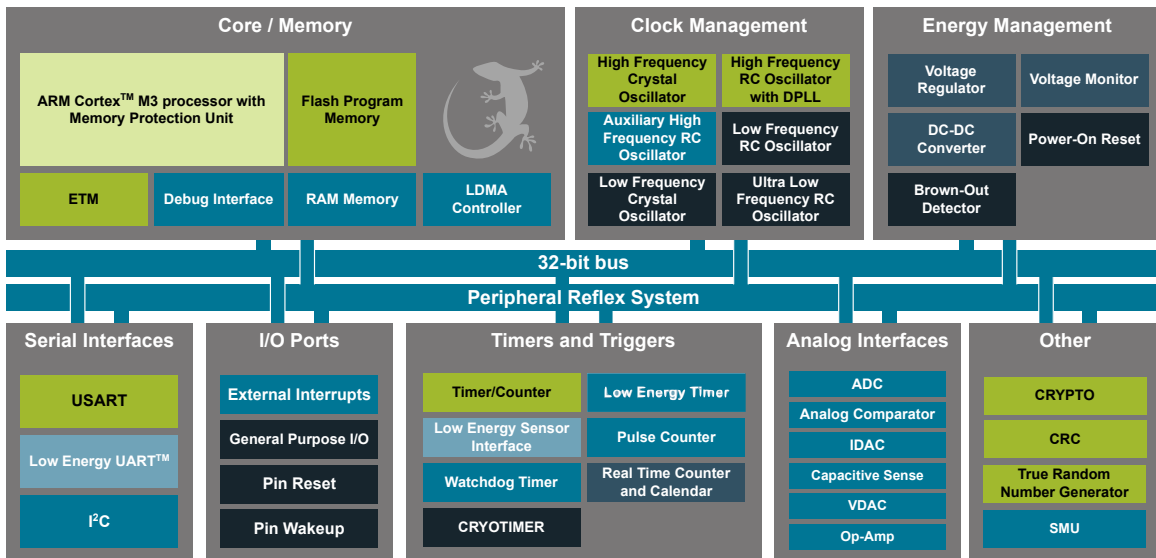 Core / Memory
ARM Cortex™ M3 processor with
Memory Protection Unit
Flash Program
Memory
ETM
Debug Interface
RAM Memory
LDMA
Controller
Clock Management
High Frequency
Crystal
Oscillator
High Frequency
RC Oscillator
with DPLL
Auxiliary High
Frequency RC
Oscillator
Low Frequency
RC Oscillator
Low Frequency
Crystal
Oscillator
Ultra Low
Frequency RC
Oscillator
Energy Management
Voltage
Regulator
Voltage Monitor
DC-DC
Converter
Power-On Reset
Brown-Out
Detector
32-bit bus
Peripheral Reflex System
Serial Interfaces
USART
Low Energy UART™
I²C
I/O Ports
External Interrupts
General Purpose I/O
Pin Reset
Pin Wakeup
Timers and Triggers
Timer/Counter
Low Energy Timer
Low Energy Sensor
Interface
Pulse Counter
Watchdog Timer
Real Time Counter
and Calendar
CRYOTIMER
Analog Interfaces
ADC
Analog Comparator
IDAC
Capacitive Sense
VDAC
Op-Amp
Other
CRYPTO
CRC
True Random
Number Generator
SMU